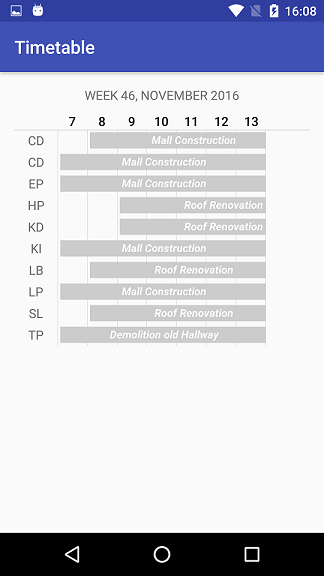 16:08
Timetable
WEEK 46, NOVEMBER 2016
7 8 9 10 11 12 13
CD Mall Construction
CD Mall Construction
EP Mall Construction
HP Roof Renovation
KD Roof Renovation
KI Mall Construction
LB Roof Renovation
LP Mall Construction
SL Roof Renovation
TP Demolition old Hallway